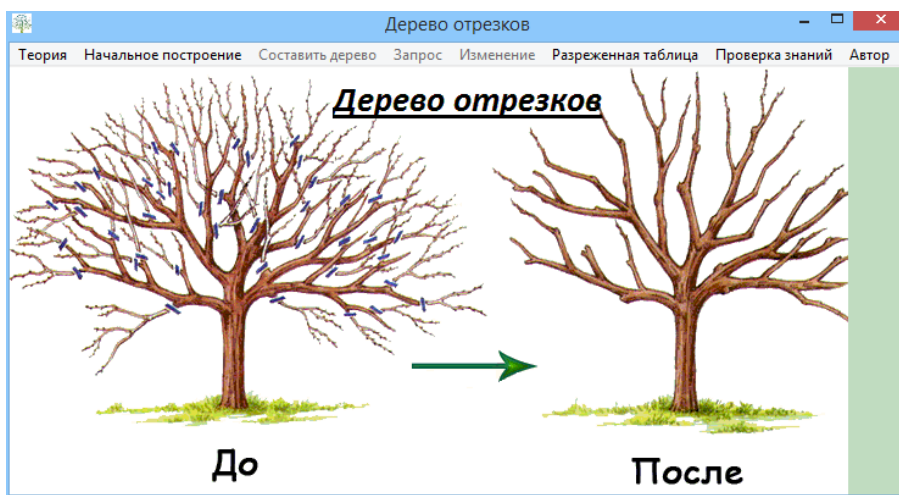 Дерево отрезков
Теория Начальное построение Составить дерево Запрос Изменение Разреженная таблица Проверка знаний Автор
Дерево отрезков
До После